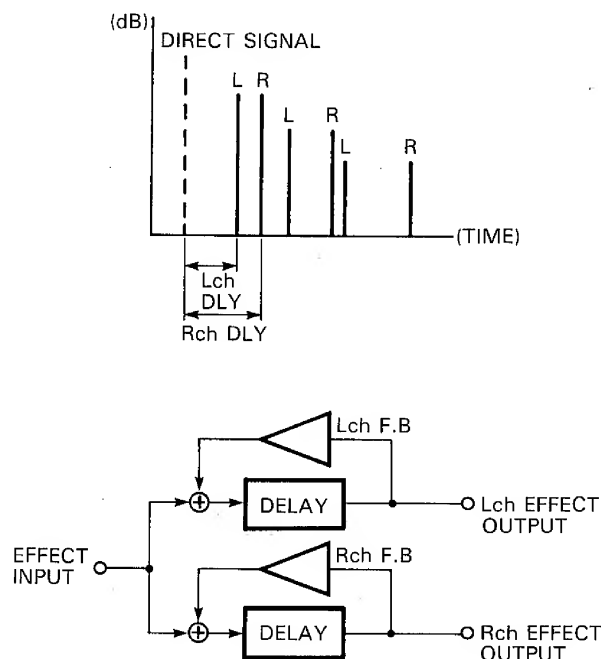 (dB)
DIRECT SIGNAL
L R
L
R
L
R
(TIME)
Lch
DLY
Rch DLY
Lch F.B
DELAY
Lch EFFECT
OUTPUT
EFFECT
INPUT
Rch F.B
DELAY
Rch EFFECT
OUTPUT